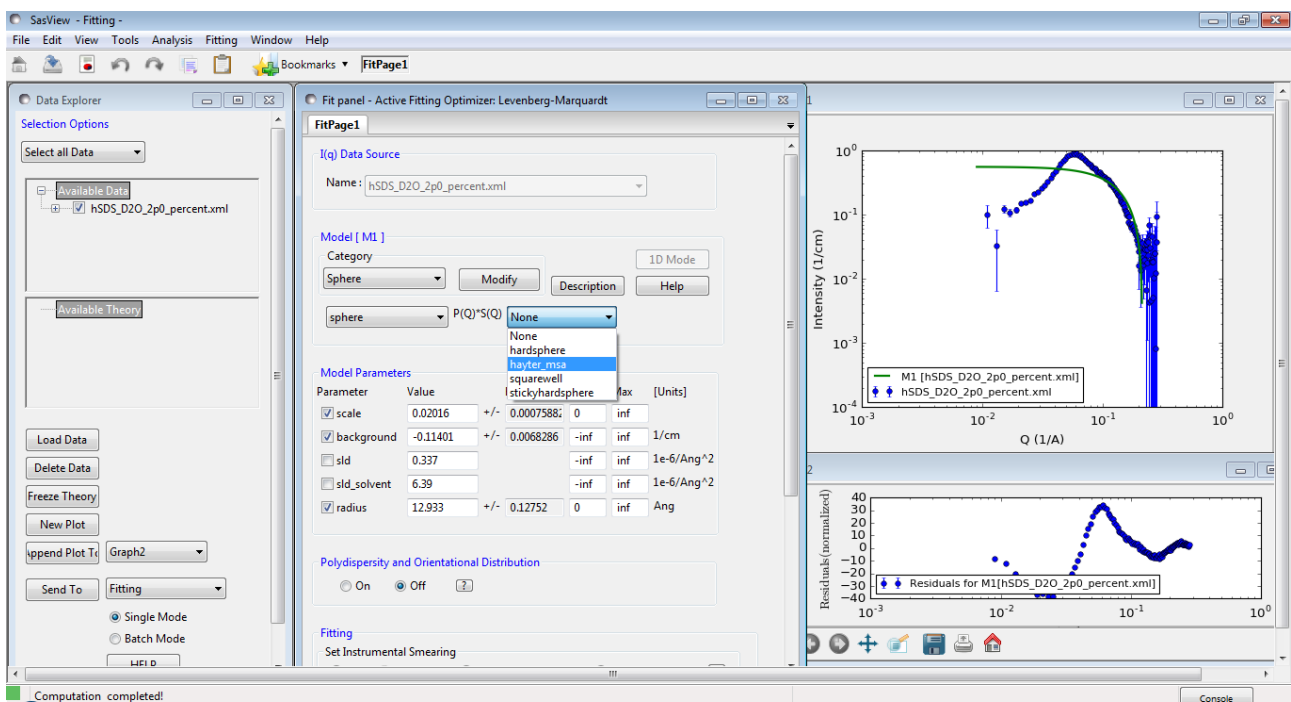 SasView - Fitting -
File Edit View Tools Analysis Fitting Window Help
Bookmarks ▾ FitPage1
Data Explorer
Selection Options
Select all Data
Available Data
hSDS_D2O_2p0_percent.xml
Available Theory
Load Data
Delete Data
Freeze Theory
New Plot
Append Plot To
Graph2
Send To
Fitting
Single Mode
Batch Mode
HELP
Fit panel - Active Fitting Optimizer: Levenberg-Marquardt
FitPage1
I(q) Data Source
Name : hSDS_D2O_2p0_percent.xml
Model [ M1 ]
Category
1D Mode
Sphere Modify Description Help
sphere P(Q)*S(Q) None
None
hardsphere
hayter_msa
squarewell
stickyhardsphere
Model Parameters
Parameter Value Max [Units]
scale 0.02016 +/- 0.00075882 0 inf
background -0.11401 +/- 0.0068286 -inf inf 1/cm
sld 0.337 -inf inf 1e-6/Ang^2
sld_solvent 6.39 -inf inf 1e-6/Ang^2
radius 12.933 +/- 0.12752 0 inf Ang
Polydispersity and Orientational Distribution
On Off ?
Fitting
Set Instrumental Smearing
1
10^0
10^-1
10^-2
10^-3
10^-4
Intensity (1/cm)
M1 [hSDS_D2O_2p0_percent.xml]
hSDS_D2O_2p0_percent.xml
10^-3 10^-2 10^-1 10^0
Q (1/A)
2
40
30
20
10
0
−10
−20
−30
−40
Residuals(normalized)
Residuals for M1[hSDS_D2O_2p0_percent.xml]
10^-3 10^-2 10^-1 10^0
_Computation completed!
Console